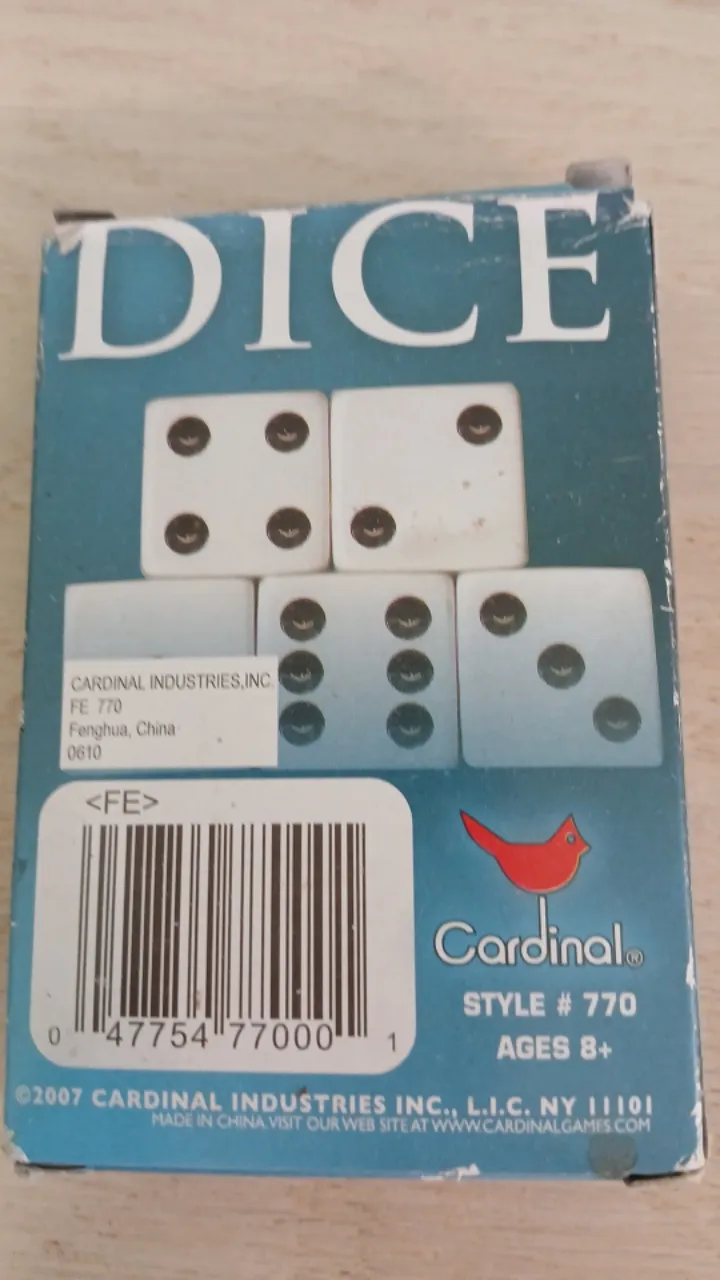 DICE
CARDINAL INDUSTRIES,INC.
FE 770
Fenghua, China
0610
<FE>
0 47754 77000 1
Cardinal®
STYLE # 770
AGES 8+
©2007 CARDINAL INDUSTRIES INC., L.I.C. NY 11101
MADE IN CHINA VISIT OUR WEB SITE AT WWW.CARDINALGAMES.COM